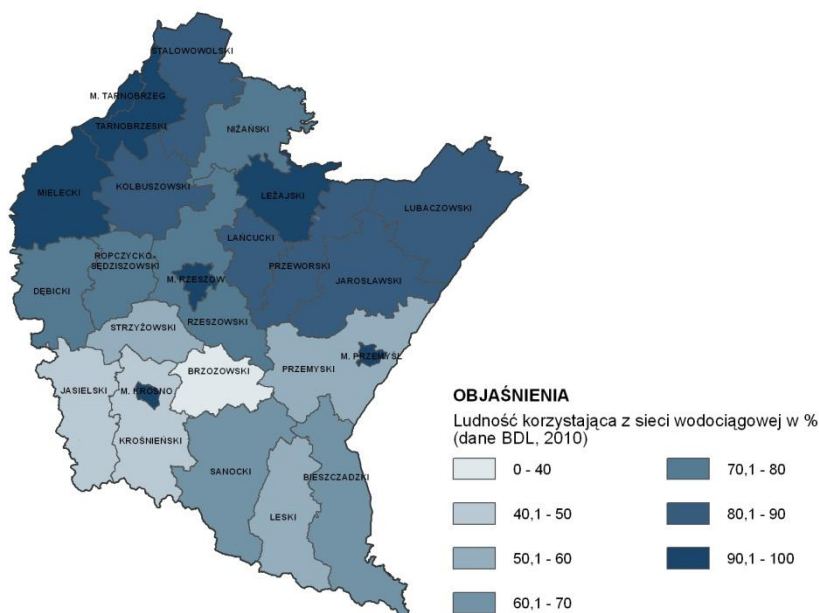 STALOWOWOLSKI
M. TARNOBRZEG
TARNOBRZESKI
NIŻAŃSKI
MIELECKI
KOLBUSZOWSKI
LEŻAJSKI
LUBACZOWSKI
ŁAŃCUCKI
ROPCZYCKO-
SĘDZISZOWSKI
PRZEWORSKI
M. RZESZÓW
JAROSŁAWSKI
DĘBICKI
RZESZOWSKI
STRZYŻOWSKI
M. PRZEMYŚL
BRZOZOWSKI
PRZEMYSKI
JASIELSKI
M. KROSNO
KROŚNIEŃSKI
SANOCKI
BIESZCZADZKI
LESKI
OBJAŚNIENIA
Ludność korzystająca z sieci wodociągowej w %
(dane BDL, 2010)
0 - 40
40,1 - 50
50,1 - 60
60,1 - 70
70,1 - 80
80,1 - 90
90,1 - 100